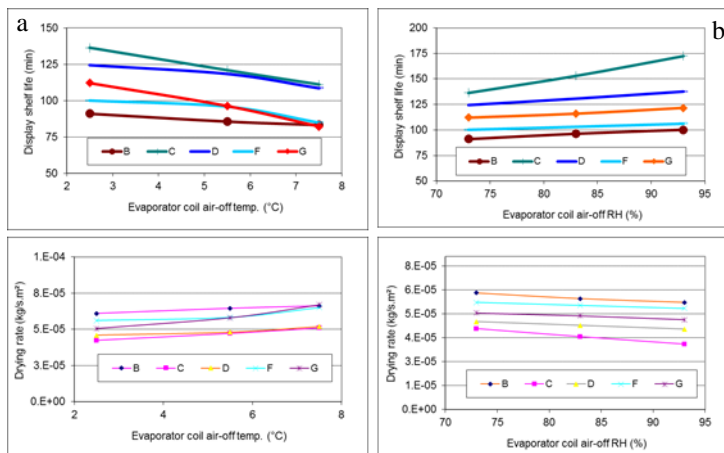 a
150
125
100
75
50
Display shelf life (min)
B C D F G
2 3 4 5 6 7 8
Evaporator coil air-off temp. (°C)
b
200
175
150
125
100
75
50
Display shelf life (min)
B C D F G
70 75 80 85 90 95
Evaporator coil air-off RH (%)
1.E-04
8.E-05
5.E-05
3.E-05
0.E+00
Drying rate (kg/s.m²)
B C D F G
2 4 6 8
Evaporator coil air-off temp. (°C)
8.E-05
7.E-05
6.E-05
5.E-05
4.E-05
3.E-05
2.E-05
1.E-05
0.E+00
Drying rate (kg/s.m²)
B C D F G
70 75 80 85 90 95
Evaporator coil air-off RH (%)